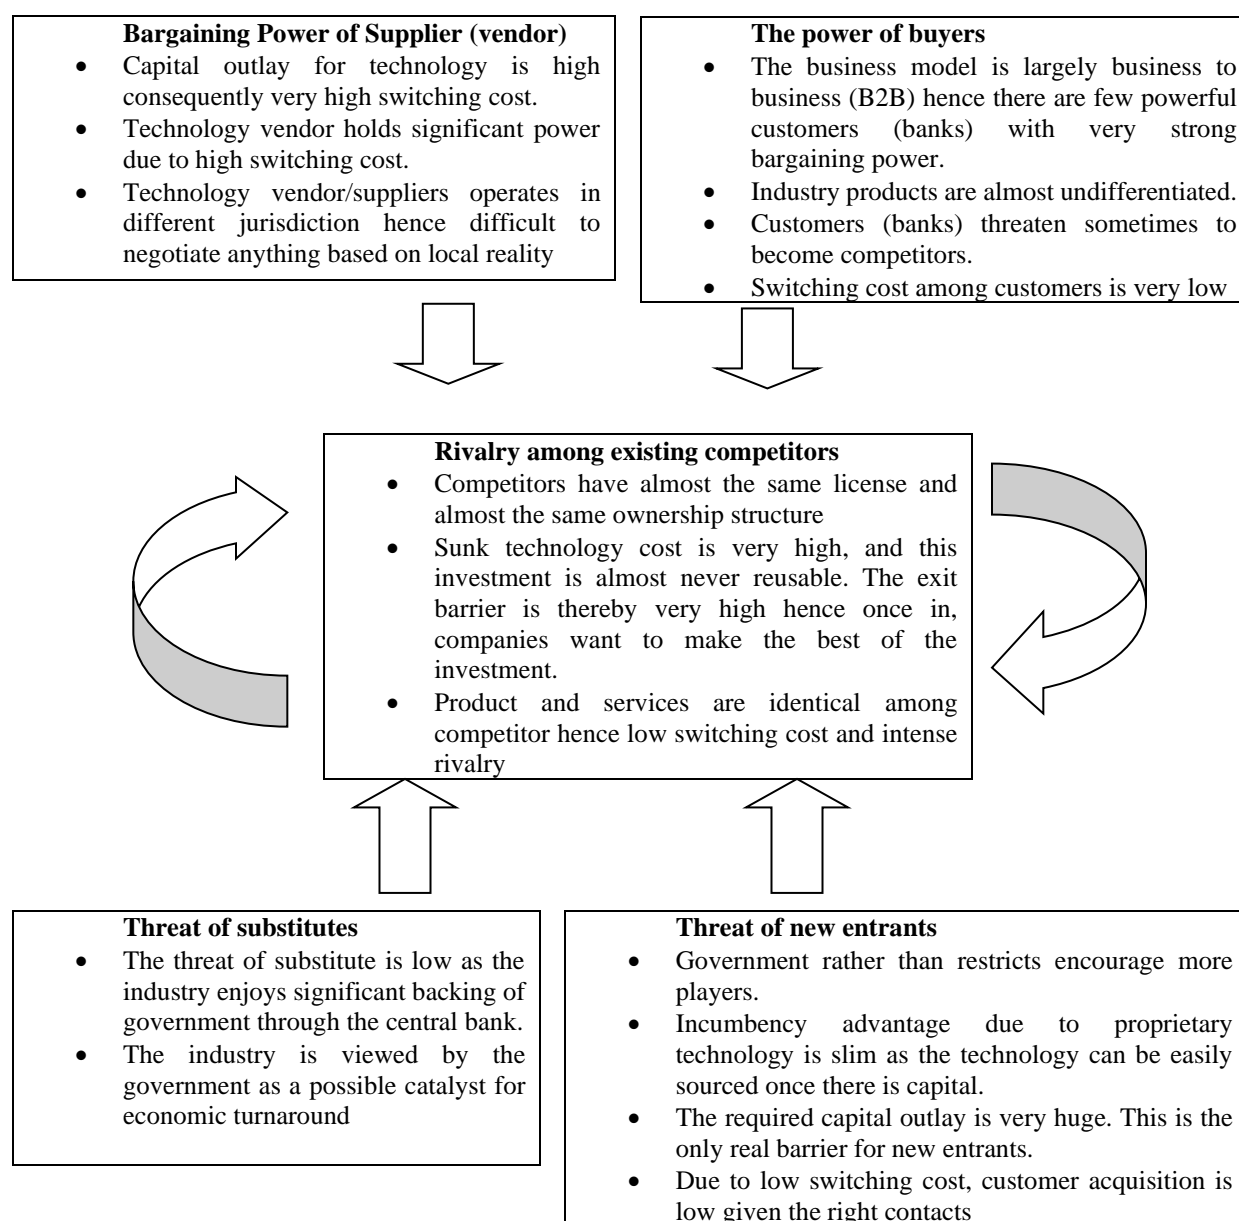 Bargaining Power of Supplier (vendor)
• Capital outlay for technology is high
consequently very high switching cost.
• Technology vendor holds significant power
due to high switching cost.
• Technology vendor/suppliers operates in
different jurisdiction hence difficult to
negotiate anything based on local reality
The power of buyers
• The business model is largely business to
business (B2B) hence there are few powerful
customers (banks) with very strong
bargaining power.
• Industry products are almost undifferentiated.
• Customers (banks) threaten sometimes to
become competitors.
• Switching cost among customers is very low
Rivalry among existing competitors
• Competitors have almost the same license and
almost the same ownership structure
• Sunk technology cost is very high, and this
investment is almost never reusable. The exit
barrier is thereby very high hence once in,
companies want to make the best of the
investment.
• Product and services are identical among
competitor hence low switching cost and intense
rivalry
Threat of substitutes
• The threat of substitute is low as the
industry enjoys significant backing of
government through the central bank.
• The industry is viewed by the
government as a possible catalyst for
economic turnaround
Threat of new entrants
• Government rather than restricts encourage more
players.
• Incumbency advantage due to proprietary
technology is slim as the technology can be easily
sourced once there is capital.
• The required capital outlay is very huge. This is the
only real barrier for new entrants.
• Due to low switching cost, customer acquisition is
low given the right contacts